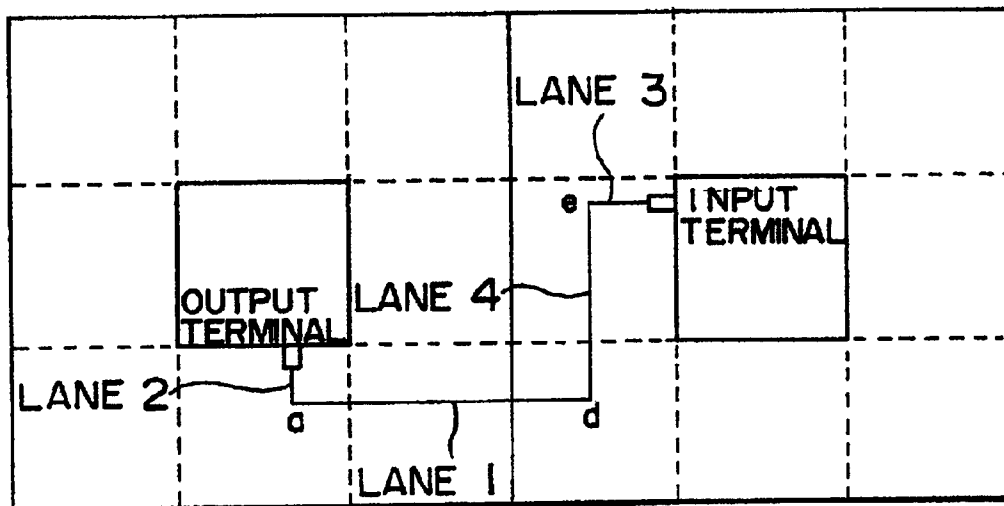 LANE 3
e
INPUT
TERMINAL
OUTPUT
TERMINAL
LANE 4
LANE 2
a
d
LANE 1